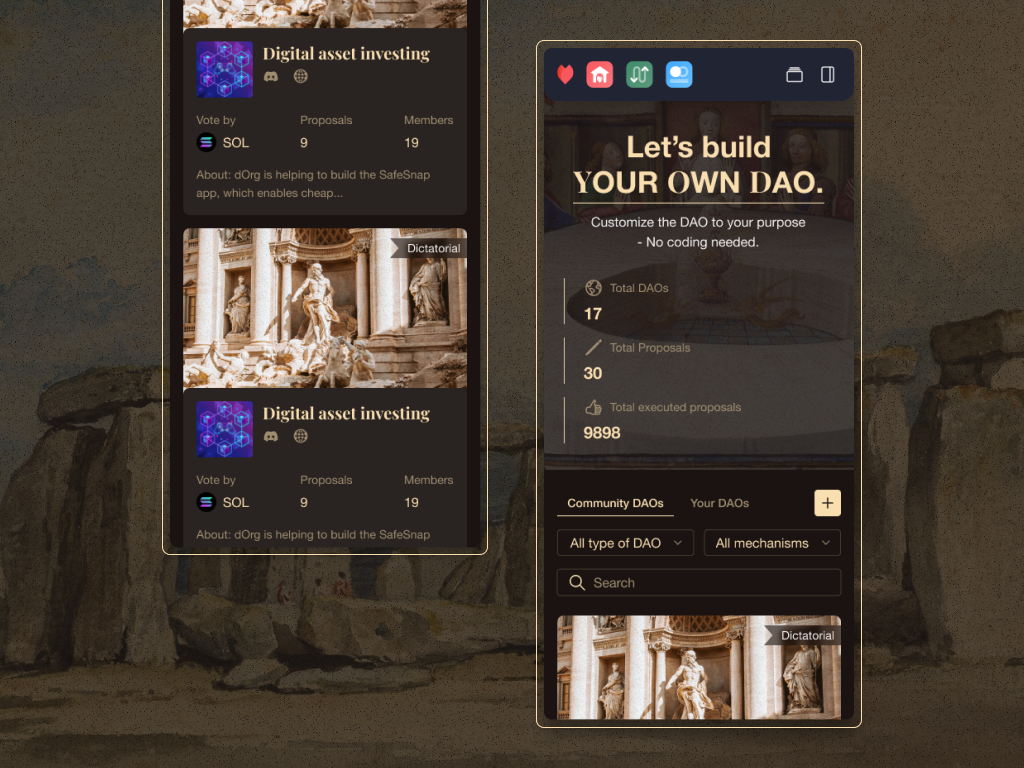 Digital asset investing
Vote by
Proposals
Members
SOL
9
19
About: dOrg is helping to build the SafeSnap
app, which enables cheap...
Dictatorial
Digital asset investing
Vote by
Proposals
Members
SOL
9
19
About: dOrg is helping to build the SafeSnap
Let’s build
YOUR OWN DAO.
Customize the DAO to your purpose
- No coding needed.
Total DAOs
17
Total Proposals
30
Total executed proposals
9898
Community DAOs
Your DAOs
All type of DAO
All mechanisms
Search
Dictatorial